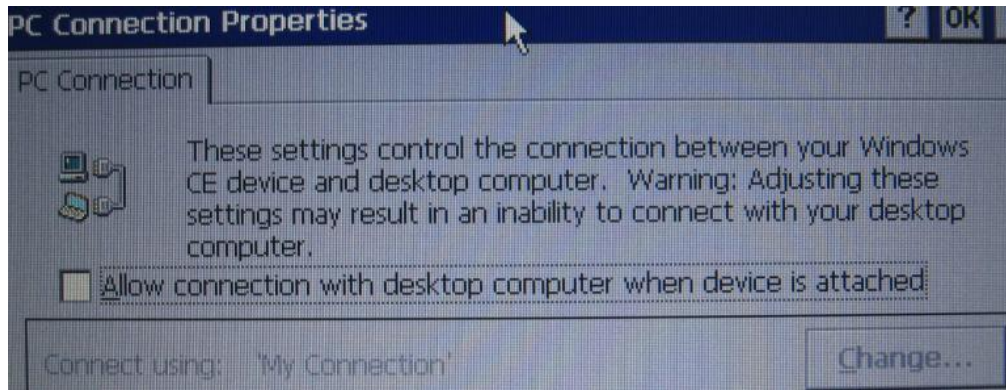 PC Connection Properties
? OK
PC Connection
These settings control the connection between your Windows
CE device and desktop computer. Warning: Adjusting these
settings may result in an inability to connect with your desktop
computer.
Allow connection with desktop computer when device is attached
Connect using: 'My Connection'
Change...